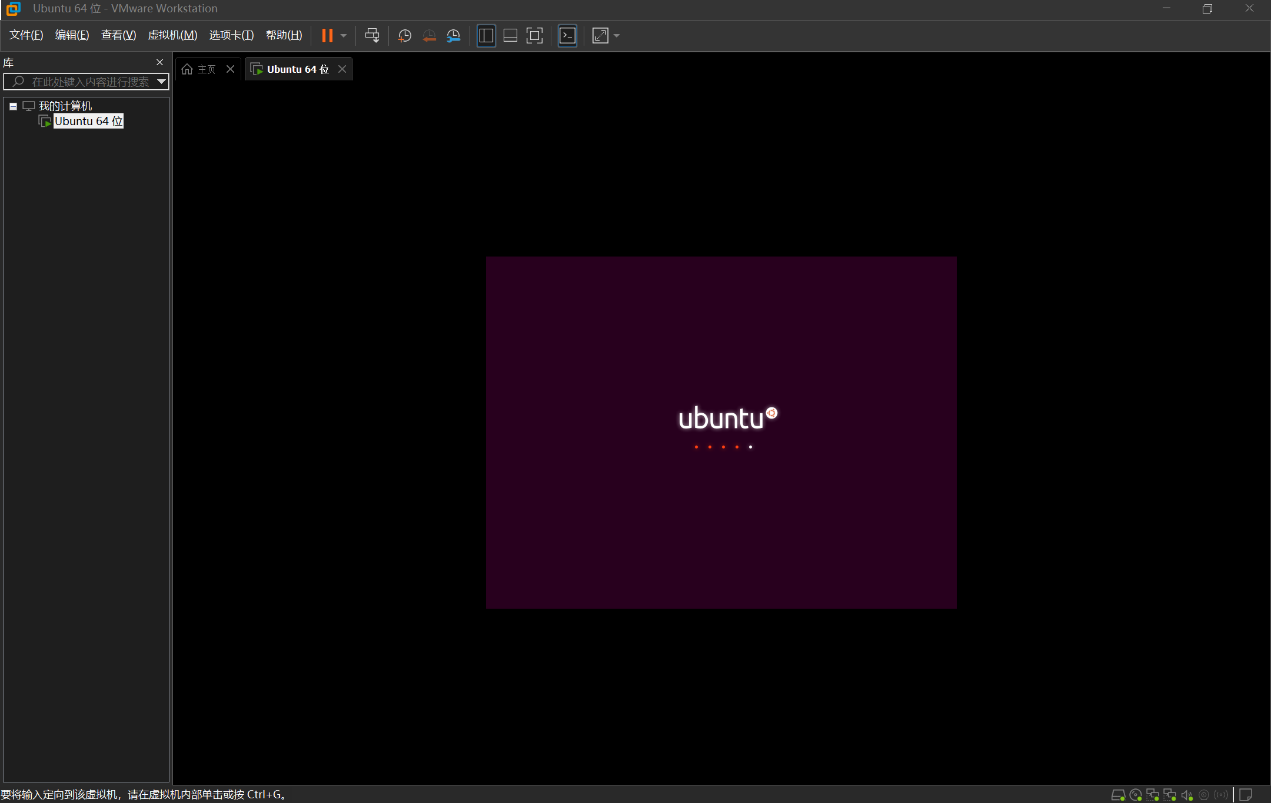 Ubuntu 64 位 - VMware Workstation
文件(F) 编辑(E) 查看(V) 虚拟机(M) 选项卡(T) 帮助(H)
库
在此处键入内容进行搜索
我的计算机
Ubuntu 64 位
主页
Ubuntu 64 位
ubuntu
要将输入定向到该虚拟机，请在虚拟机内部单击或按 Ctrl+G。